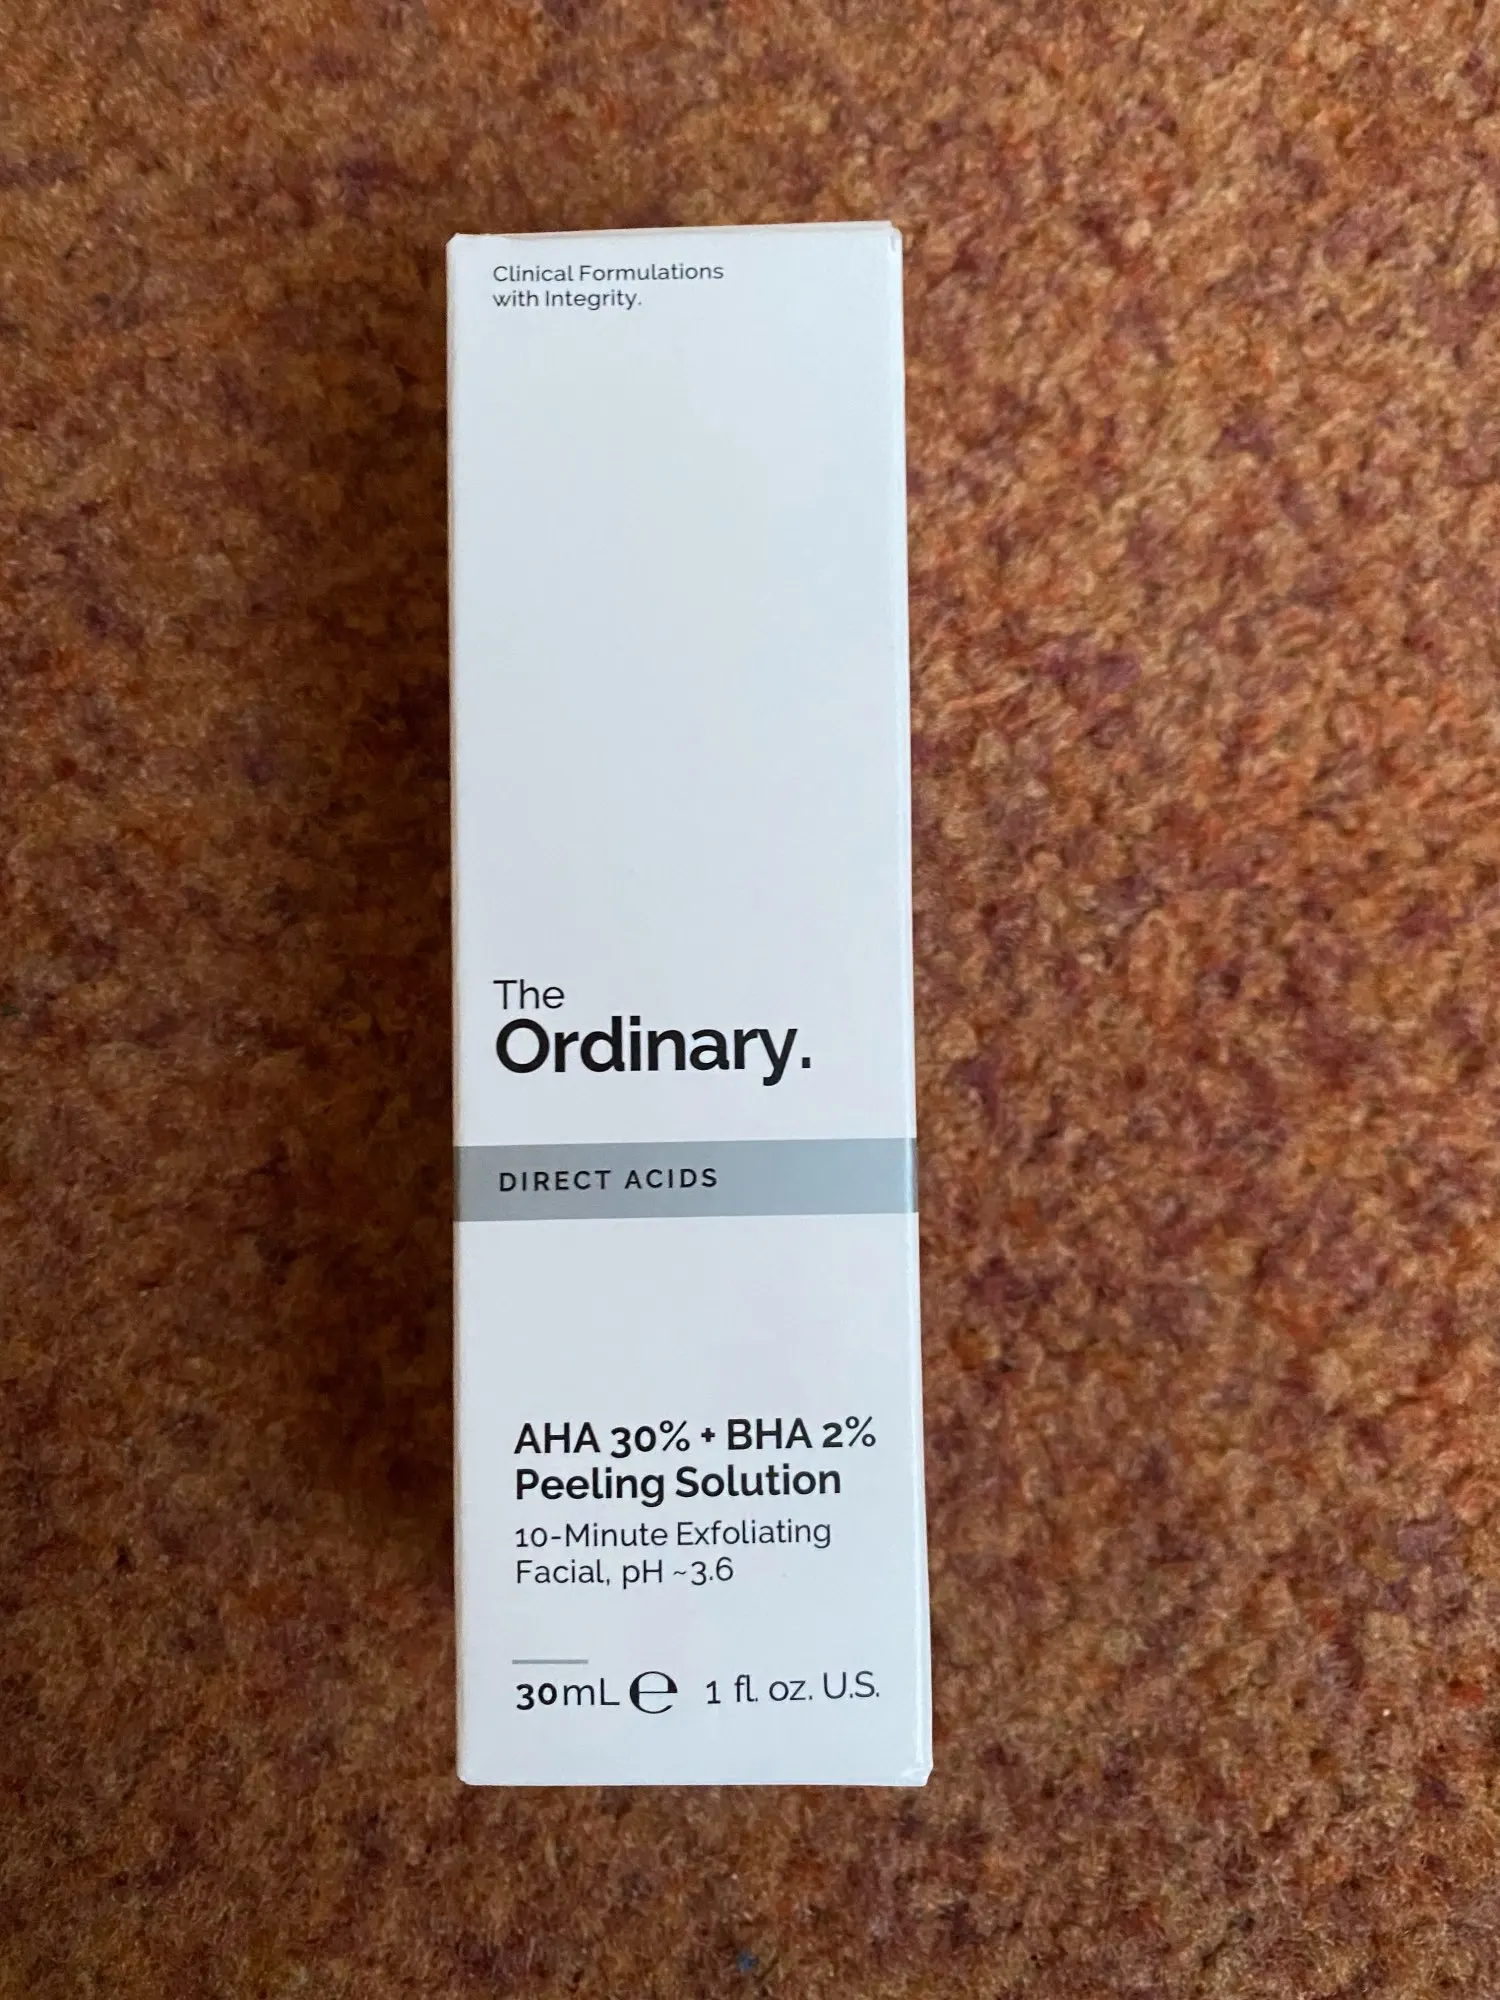 Clinical Formulations
with Integrity.
The
Ordinary.
DIRECT ACIDS
AHA 30% + BHA 2%
Peeling Solution
10-Minute Exfoliating
Facial, pH ~3.6
30mL ℮ 1 fl. oz. U.S.